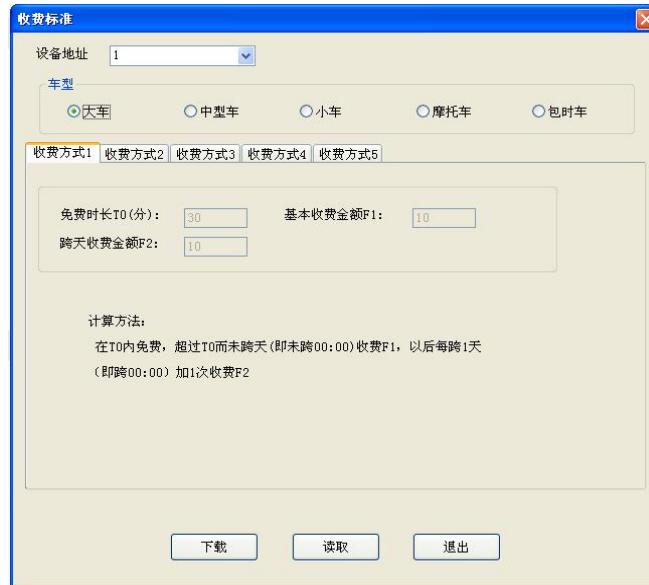 收费标准
设备地址 1
车型
大车 中型车 小车 摩托车 包时车
收费方式1 收费方式2 收费方式3 收费方式4 收费方式5
免费时长T0(分): 30 基本收费金额F1: 10
跨天收费金额F2: 10
计算方法:
在T0内免费, 超过T0而未跨天(即未跨00:00)收费F1, 以后每跨1天
(即跨00:00)加1次收费F2
下载 读取 退出